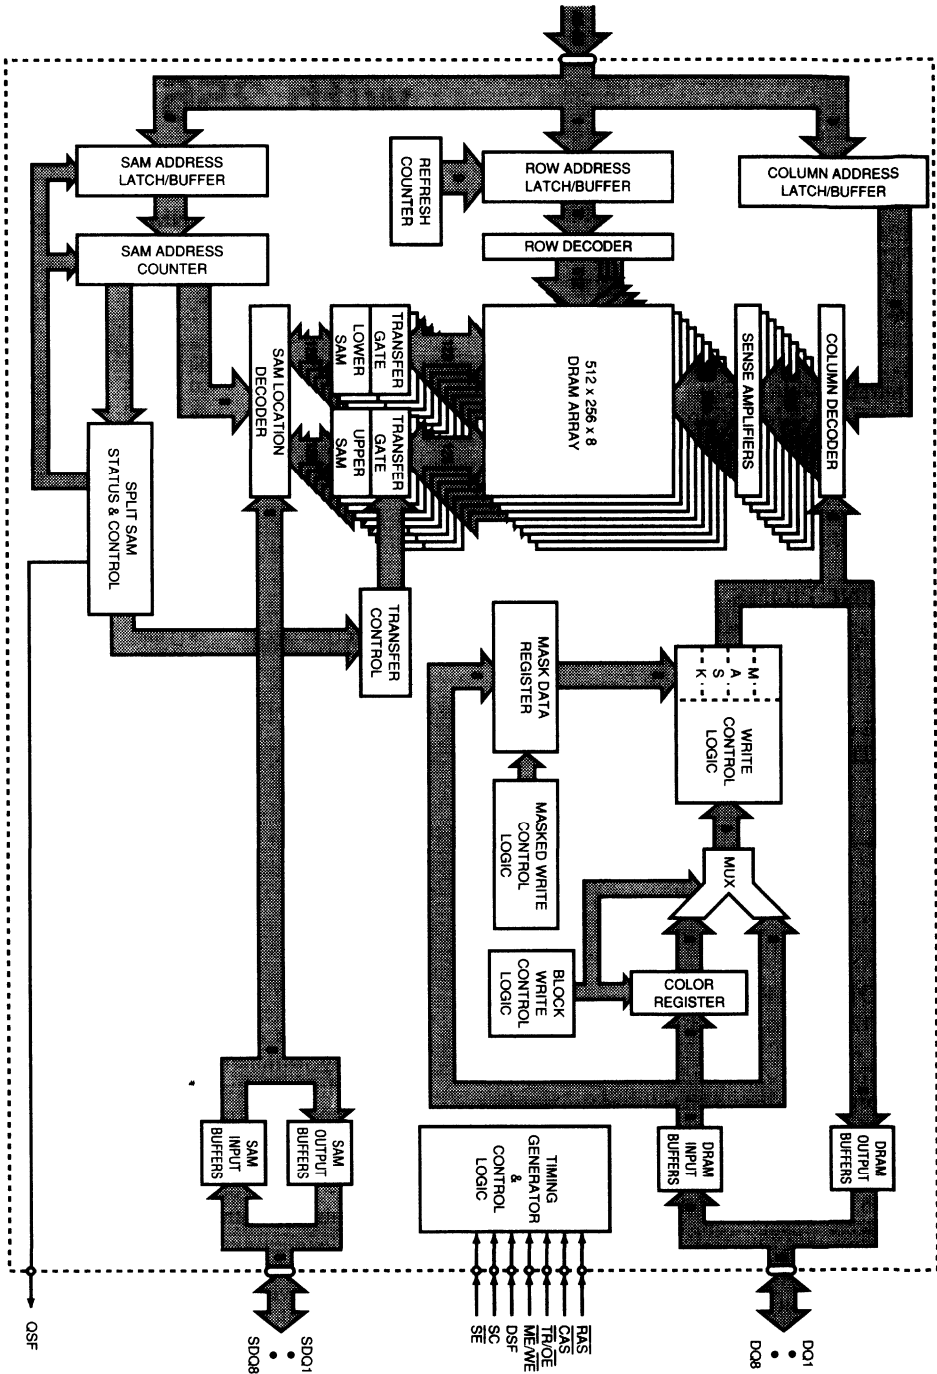 SAM ADDRESS
LATCH/BUFFER
REFRESH
COUNTER
ROW ADDRESS
LATCH/BUFFER
COLUMN ADDRESS
LATCH/BUFFER
SAM ADDRESS
COUNTER
ROW DECODER
SAM LOCATION
DECODER
LOWER
SAM
TRANSFER
GATE
UPPER
SAM
TRANSFER
GATE
512 x 256 x 8
DRAM ARRAY
SENSE AMPLIFIERS
COLUMN DECODER
SPLIT SAM
STATUS & CONTROL
TRANSFER
CONTROL
MASK DATA
REGISTER
M
A
S
K
WRITE
CONTROL
LOGIC
MASKED WRITE
CONTROL
LOGIC
MUX
BLOCK
WRITE
CONTROL
LOGIC
COLOR
REGISTER
SAM
INPUT
BUFFERS
SAM
OUTPUT
BUFFERS
TIMING
GENERATOR
&
CONTROL
LOGIC
DRAM
INPUT
BUFFERS
DRAM
OUTPUT
BUFFERS
QSF
SDQ1
SDQ8
RAS
CAS
TR/OE
ME/WE
DSF
SC
SE
DQ1
DQ8